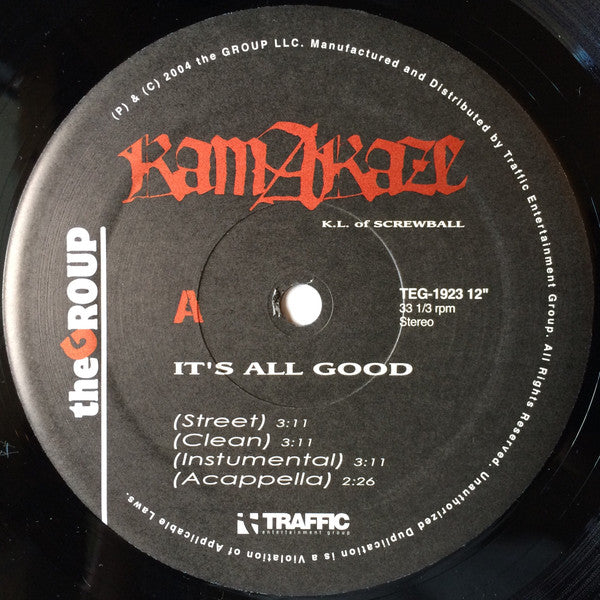 (P) & (C) 2004 the GROUP LLC. Manufactured and Distributed by Traffic Entertainment Group. All Rights Reserved. Unauthorized Duplication is a Violation of Applicable Laws.
KAMAKAZE
K.L. of SCREWBALL
theGROUP
A
TEG-1923 12"
33 1/3 rpm
Stereo
IT'S ALL GOOD
(Street) 3:11
(Clean) 3:11
(Instumental) 3:11
(Acappella) 2:26
TRAFFIC
entertainment group